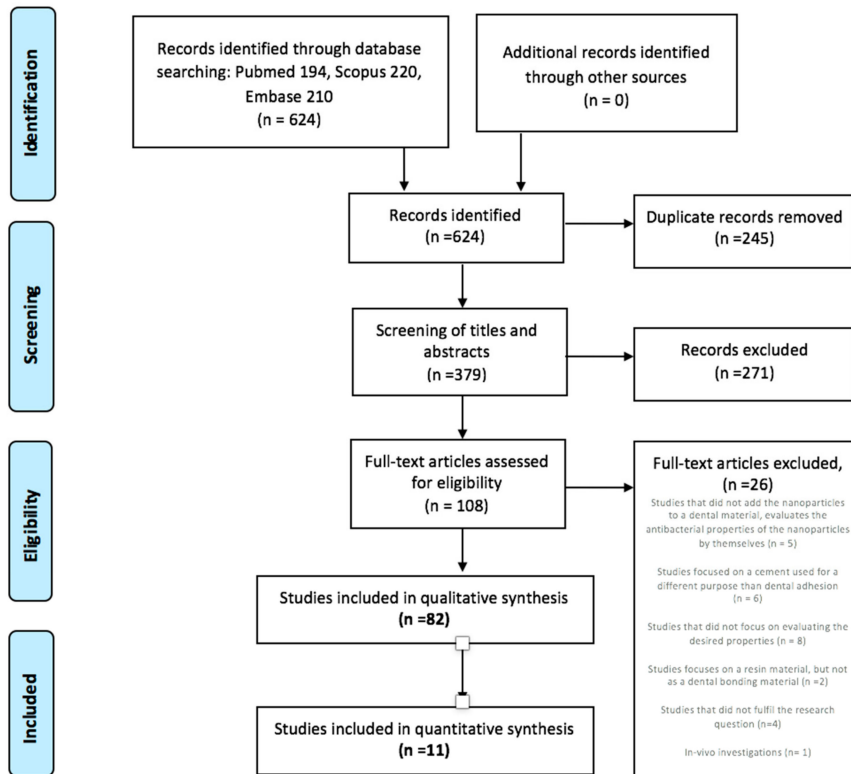 Identification
Records identified through database
searching: Pubmed 194, Scopus 220,
Embase 210
(n = 624)
Additional records identified
through other sources
(n = 0)
Records identified
(n =624)
Duplicate records removed
(n =245)
Screening
Screening of titles and
abstracts
(n =379)
Records excluded
(n =271)
Eligibility
Full-text articles assessed
for eligibility
(n = 108)
Full-text articles excluded,
(n =26)
Studies that did not add the nanoparticles
to a dental material, evaluates the
antibacterial properties of the nanoparticles
by themselves (n = 5)
Studies focused on a cement used for a
different purpose than dental adhesion
(n = 6)
Studies that did not focus on evaluating the
desired properties (n = 8)
Studies focuses on a resin material, but not
as a dental bonding material (n =2)
Studies that did not fulfil the research
question (n=4)
In-vivo investigations (n= 1)
Studies included in qualitative synthesis
(n =82)
Included
Studies included in quantitative synthesis
(n =11)